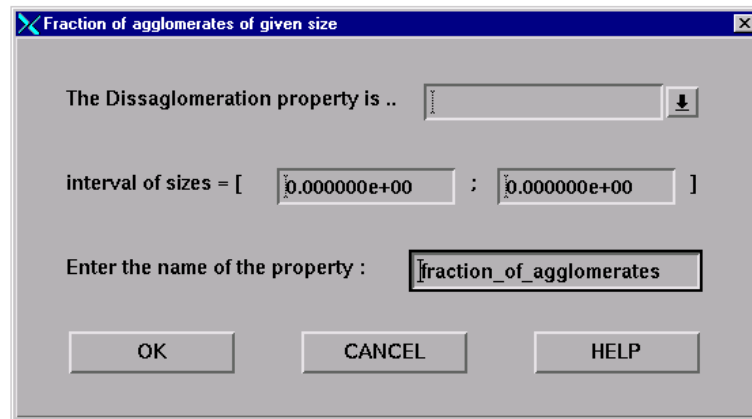 Fraction of agglomerates of given size
The Dissaglomeration property is ..
interval of sizes = [ 0.000000e+00 ; 0.000000e+00 ]
Enter the name of the property : fraction_of_agglomerates
OK CANCEL HELP